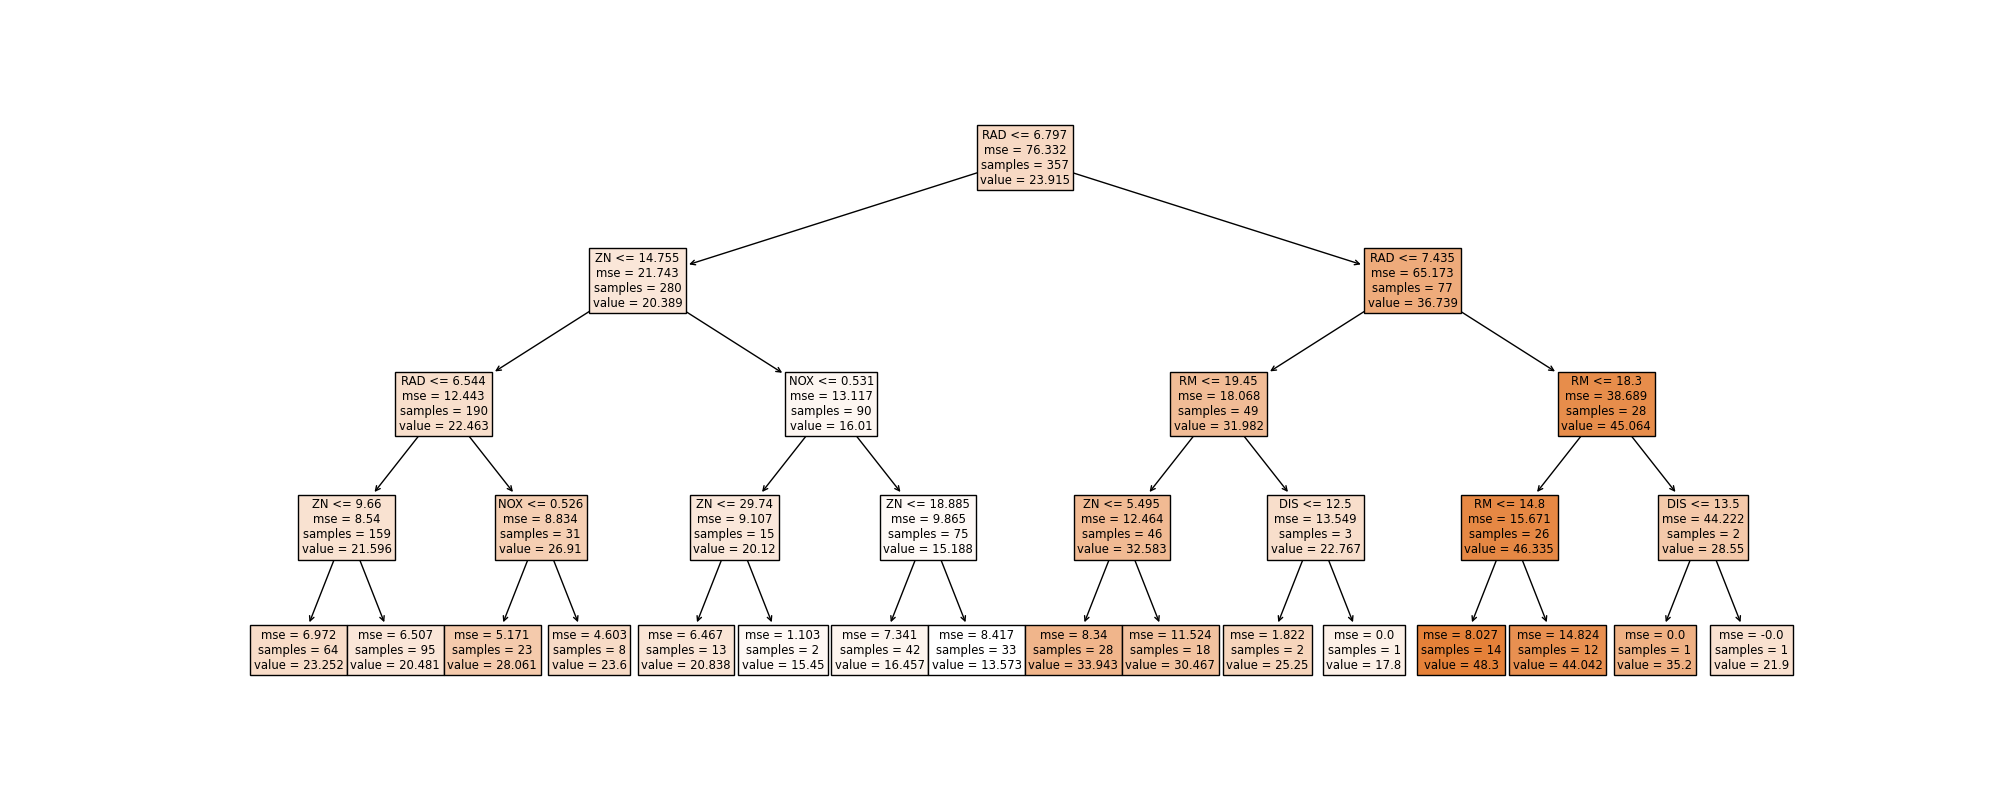 RAD <= 6.797
mse = 76.332
samples = 357
value = 23.915
ZN <= 14.755
mse = 21.743
samples = 280
value = 20.389
RAD <= 7.435
mse = 65.173
samples = 77
value = 36.739
RAD <= 6.544
mse = 12.443
samples = 190
value = 22.463
NOX <= 0.531
mse = 13.117
samples = 90
value = 16.01
RM <= 19.45
mse = 18.068
samples = 49
value = 31.982
RM <= 18.3
mse = 38.689
samples = 28
value = 45.064
ZN <= 9.66
mse = 8.54
samples = 159
value = 21.596
NOX <= 0.526
mse = 8.834
samples = 31
value = 26.91
ZN <= 29.74
mse = 9.107
samples = 15
value = 20.12
ZN <= 18.885
mse = 9.865
samples = 75
value = 15.188
ZN <= 5.495
mse = 12.464
samples = 46
value = 32.583
DIS <= 12.5
mse = 13.549
samples = 3
value = 22.767
RM <= 14.8
mse = 15.671
samples = 26
value = 46.335
DIS <= 13.5
mse = 44.222
samples = 2
value = 28.55
mse = 6.972
samples = 64
value = 23.252
mse = 6.507
samples = 95
value = 20.481
mse = 5.171
samples = 23
value = 28.061
mse = 4.603
samples = 8
value = 23.6
mse = 6.467
samples = 13
value = 20.838
mse = 1.103
samples = 2
value = 15.45
mse = 7.341
samples = 42
value = 16.457
mse = 8.417
samples = 33
value = 13.573
mse = 8.34
samples = 28
value = 33.943
mse = 11.524
samples = 18
value = 30.467
mse = 1.822
samples = 2
value = 25.25
mse = 0.0
samples = 1
value = 17.8
mse = 8.027
samples = 14
value = 48.3
mse = 14.824
samples = 12
value = 44.042
mse = 0.0
samples = 1
value = 35.2
mse = -0.0
samples = 1
value = 21.9